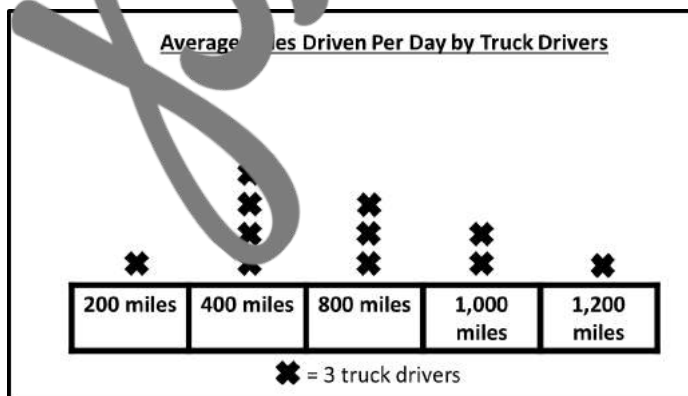 Average Driven Per Day by Truck Drivers
200 miles 400 miles 800 miles 1,000 miles 1,200 miles
= 3 truck drivers